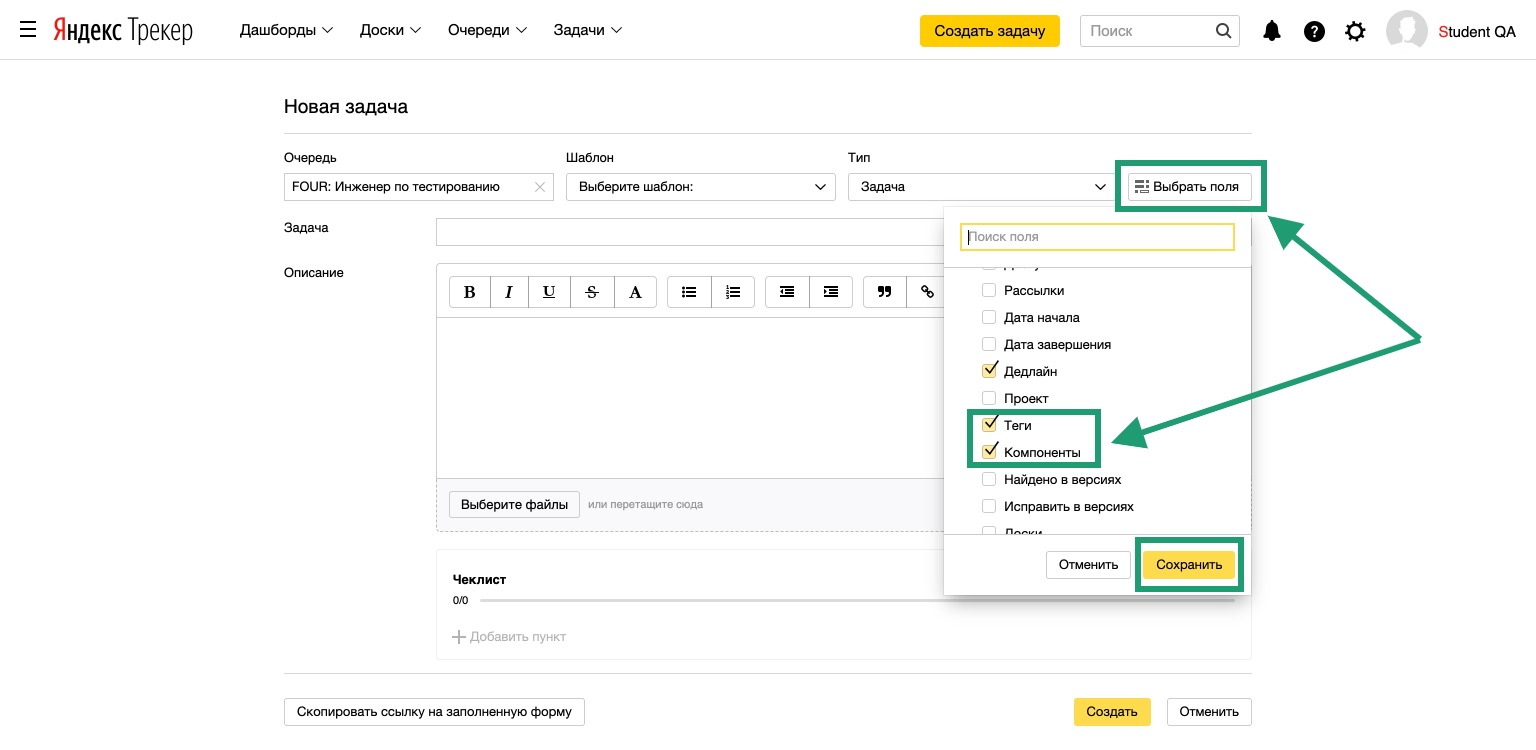 Яндекс Трекер Дашборды Доски Очереди Задачи Создать задачу Поиск Student QA
Новая задача
Очередь Шаблон Тип
FOUR: Инженер по тестированию Выберите шаблон: Задача Выбрать поля
Задача
Поиск поля
Описание
B I U S A
Рассылки
Дата начала
Дата завершения
Дедлайн
Проект
Теги
Компоненты
Найдено в версиях
Исправить в версиях
Доски
Выберите файлы или перетащите сюда
Отменить Сохранить
Чеклист
0/0
Добавить пункт
Скопировать ссылку на заполненную форму Создать Отменить